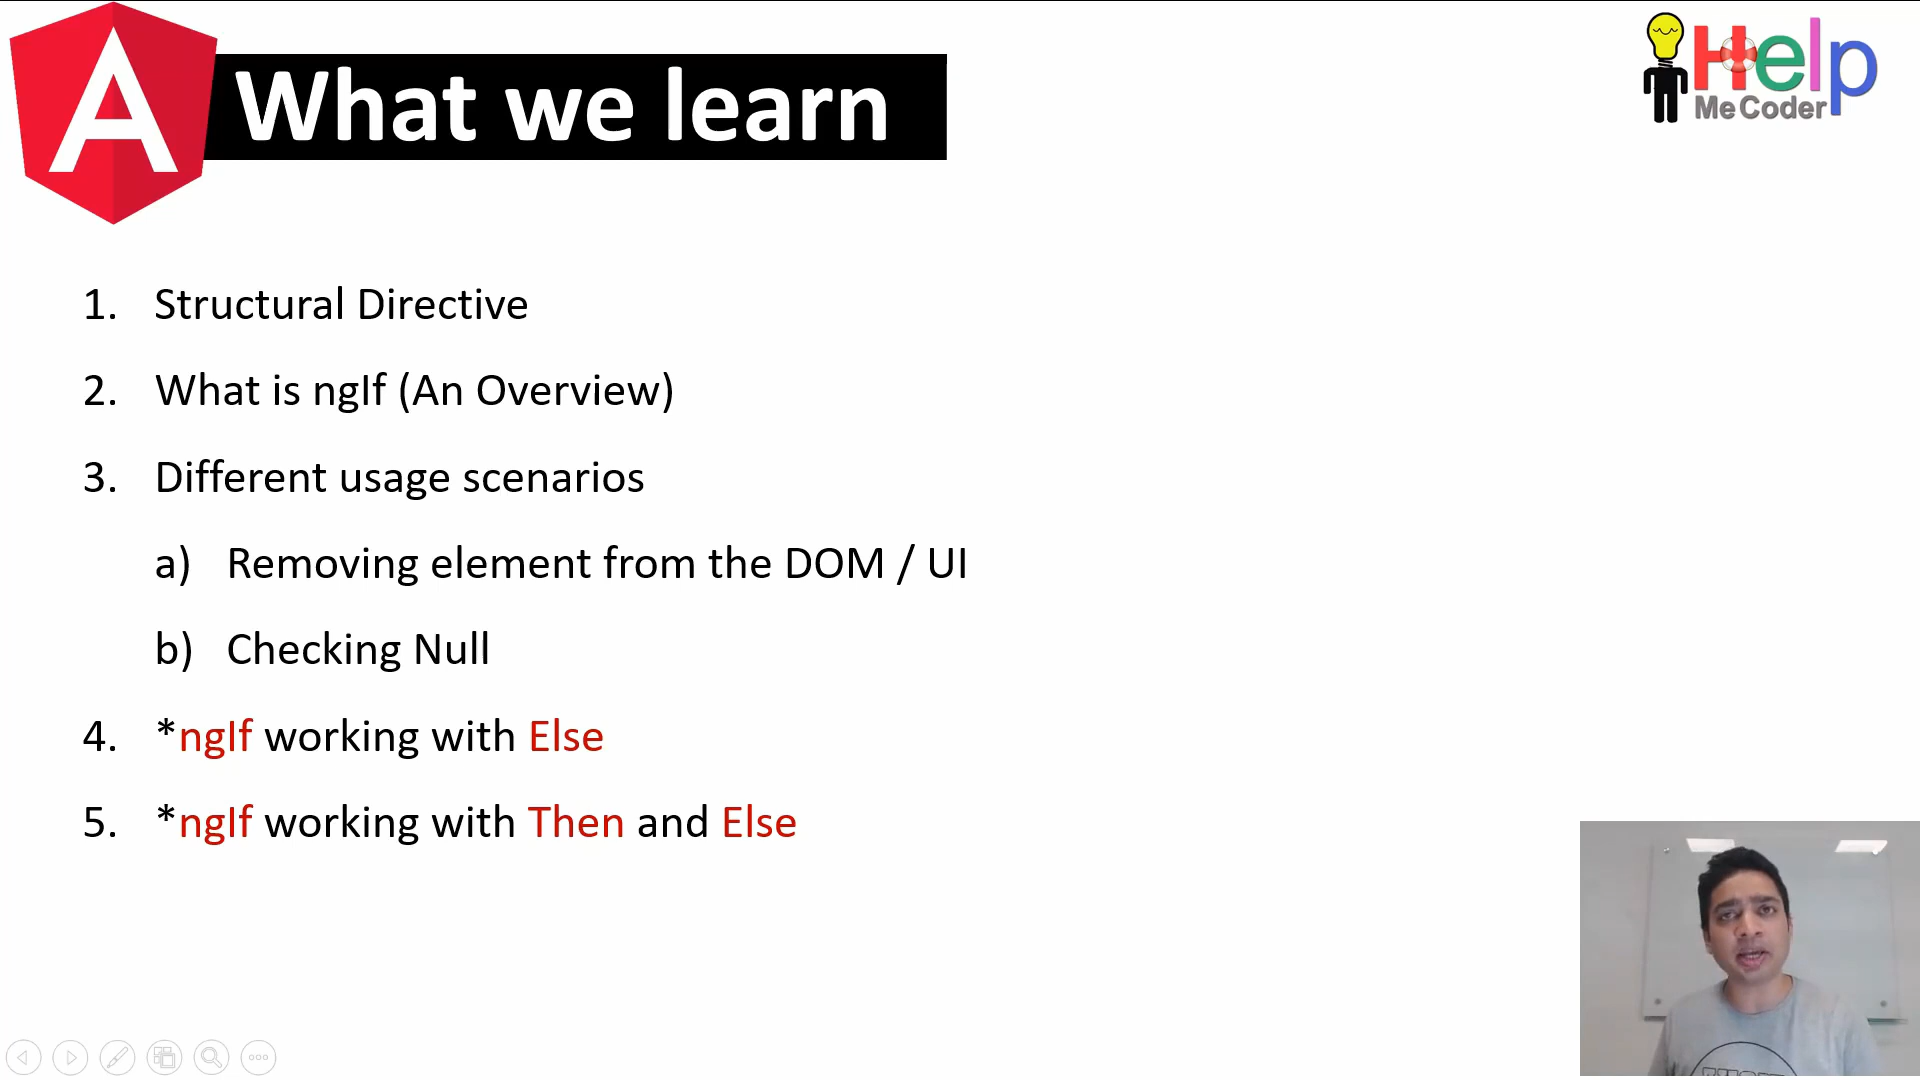 What we learn
Help
Me Coder
1. Structural Directive
2. What is ngIf (An Overview)
3. Different usage scenarios
a) Removing element from the DOM / UI
b) Checking Null
4. *ngIf working with Else
5. *ngIf working with Then and Else